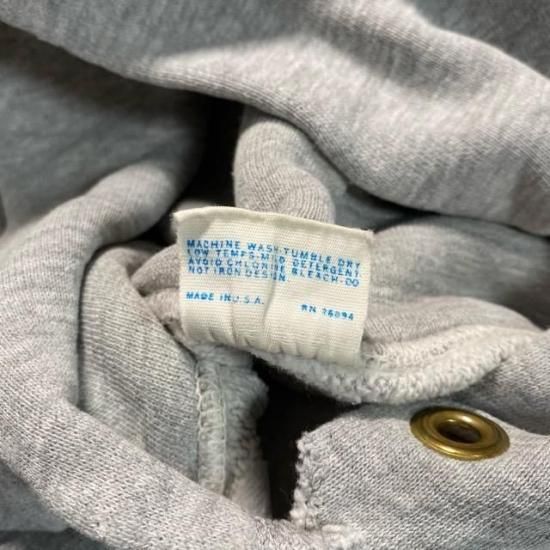 MACHINE WASH-TUMBLE DRY
LOW TEMPS-MILD DETERGENT
AVOID CHLORINE BLEACH-DO
NOT IRON DESIGN.
MADE IN U.S.A.
RN 26094